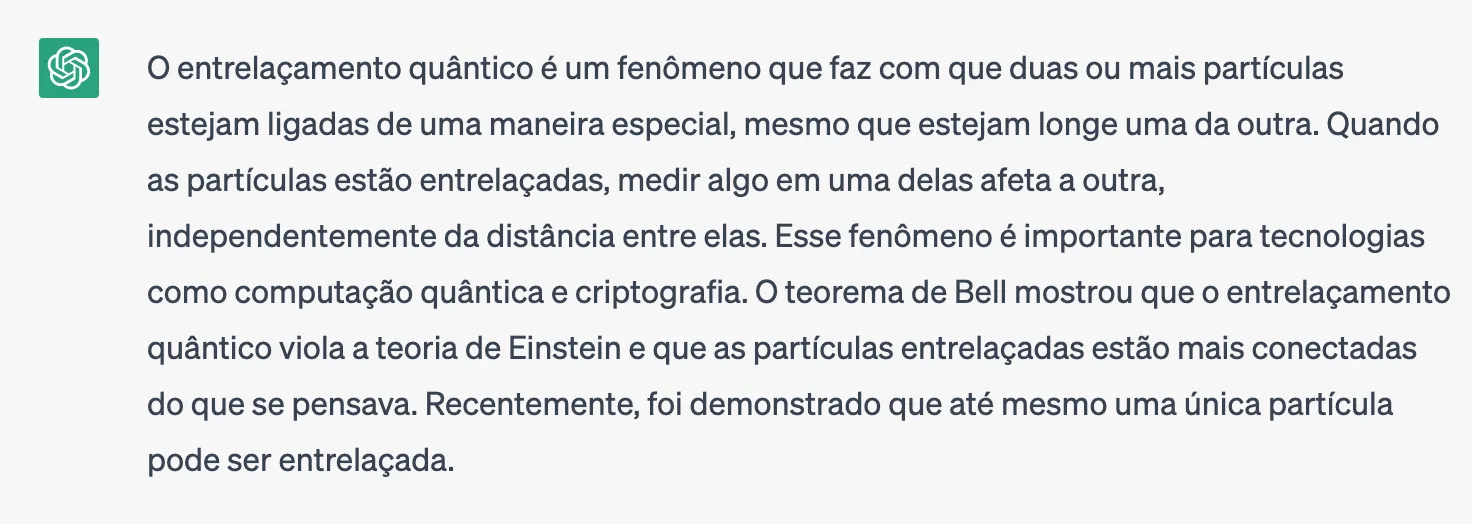 O entrelaçamento quântico é um fenômeno que faz com que duas ou mais partículas
estejam ligadas de uma maneira especial, mesmo que estejam longe uma da outra. Quando
as partículas estão entrelaçadas, medir algo em uma delas afeta a outra,
independentemente da distância entre elas. Esse fenômeno é importante para tecnologias
como computação quântica e criptografia. O teorema de Bell mostrou que o entrelaçamento
quântico viola a teoria de Einstein e que as partículas entrelaçadas estão mais conectadas
do que se pensava. Recentemente, foi demonstrado que até mesmo uma única partícula
pode ser entrelaçada.